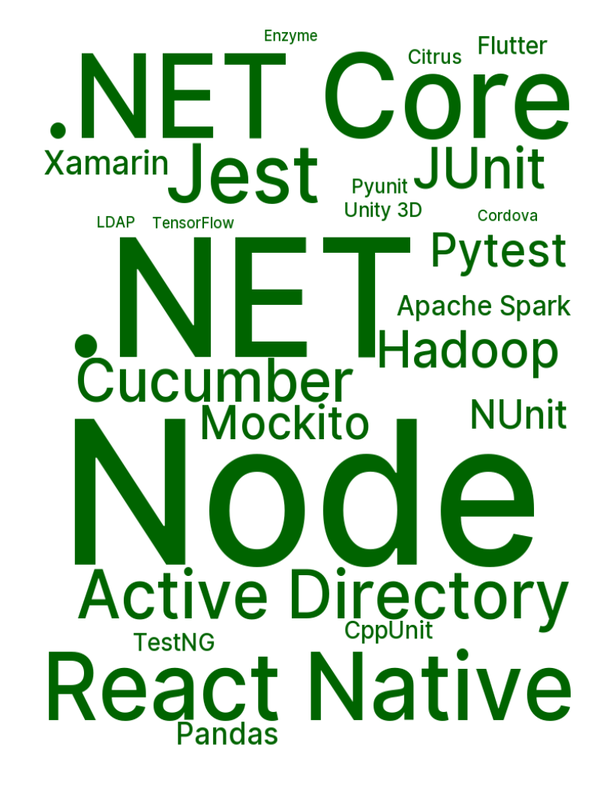 Enzyme
Flutter
Citrus
.NET Core
Xamarin
Jest
JUnit
Pyunit
Unity 3D
LDAP
TensorFlow
Cordova
Pytest
.NET
Apache Spark
Hadoop
Cucumber
Mockito
NUnit
Node
Active Directory
CppUnit
TestNG
React Native
Pandas